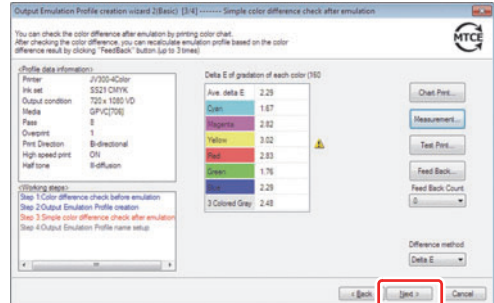 Output Emulation Profile creation wizard 2(Basic) [3/4] ------- Simple color difference check after emulation
You can check the color difference after emulation by printing color chart.
After checking the color difference, you can recalculate emulation profile based on the color
difference result by clicking "FeedBack" button.(up to 3times)
MTCE
<Profile data information>
Printer JV300-4Color
Ink set SS21 CMYK
Output condition 720 x 1080 VD
Media GPVC[706]
Pass 8
Overprint 1
Print Direction Bi-directional
High speed print ON
Half tone Ill-diffusion
<Working steps>
Step 1:Color difference check before emulation
Step 2:Output Emulation Profile creation
Step 3:Simple color difference check after emulation
Step 4:Output Emulation Profile name setup
Delta E of gradation of each color (160
Ave. delta E 2.29
Cyan 1.67
Magenta 2.82
Yellow 3.02
Red 2.83
Green 1.76
Blue 2.29
3 Colored Gray 2.48
Chart Print...
Measurement...
Test Print...
Feed Back...
Feed Back Count
0
Difference method
Delta E
< Back
Next >
Cancel